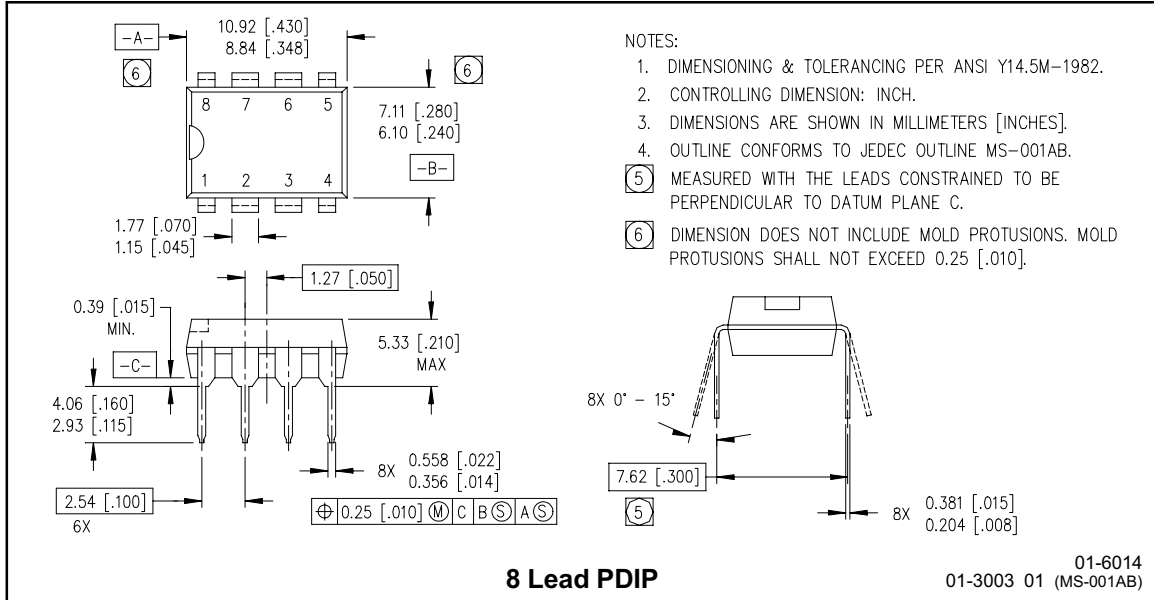 -A-
10.92 [.430]
8.84 [.348]
6
6
8 7 6 5
1 2 3 4
7.11 [.280]
6.10 [.240]
-B-
1.77 [.070]
1.15 [.045]
1.27 [.050]
0.39 [.015]
MIN.
-C-
5.33 [.210]
MAX
4.06 [.160]
2.93 [.115]
2.54 [.100]
6X
8X 0.558 [.022]
0.356 [.014]
⌖ 0.25 [.010] Ⓜ C B Ⓢ A Ⓢ
NOTES:
1. DIMENSIONING & TOLERANCING PER ANSI Y14.5M-1982.
2. CONTROLLING DIMENSION: INCH.
3. DIMENSIONS ARE SHOWN IN MILLIMETERS [INCHES].
4. OUTLINE CONFORMS TO JEDEC OUTLINE MS-001AB.
5 MEASURED WITH THE LEADS CONSTRAINED TO BE
PERPENDICULAR TO DATUM PLANE C.
6 DIMENSION DOES NOT INCLUDE MOLD PROTUSIONS. MOLD
PROTUSIONS SHALL NOT EXCEED 0.25 [.010].
8X 0° - 15°
7.62 [.300]
5
8X 0.381 [.015]
0.204 [.008]
8 Lead PDIP
01-6014
01-3003 01 (MS-001AB)